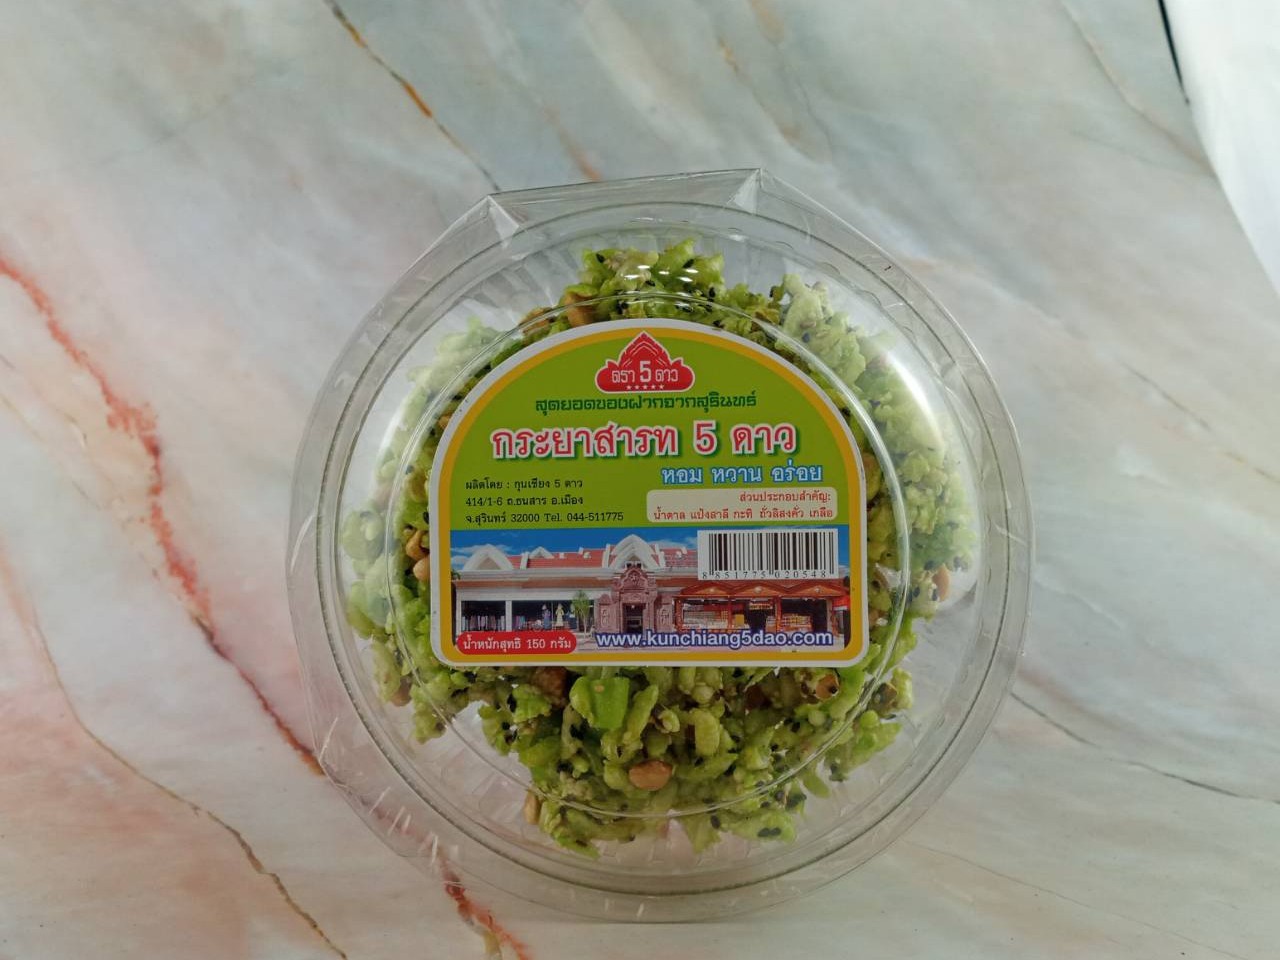 ตรา 5 ดาว
สุดยอดของฝากจากสุรินทร์
กระยาสารท 5 ดาว
หอม หวาน อร่อย
ผลิตโดย : กุนเชียง 5 ดาว
414/1-6 ถ.ธนสาร อ.เมือง
จ.สุรินทร์ 32000 Tel. 044-511775
ส่วนประกอบสำคัญ:
น้ำตาล แป้งสาลี กะทิ ถั่วลิสงคั่ว เกลือ
8 851775 020548
น้ำหนักสุทธิ 150 กรัม
www.kunchiang5dao.com